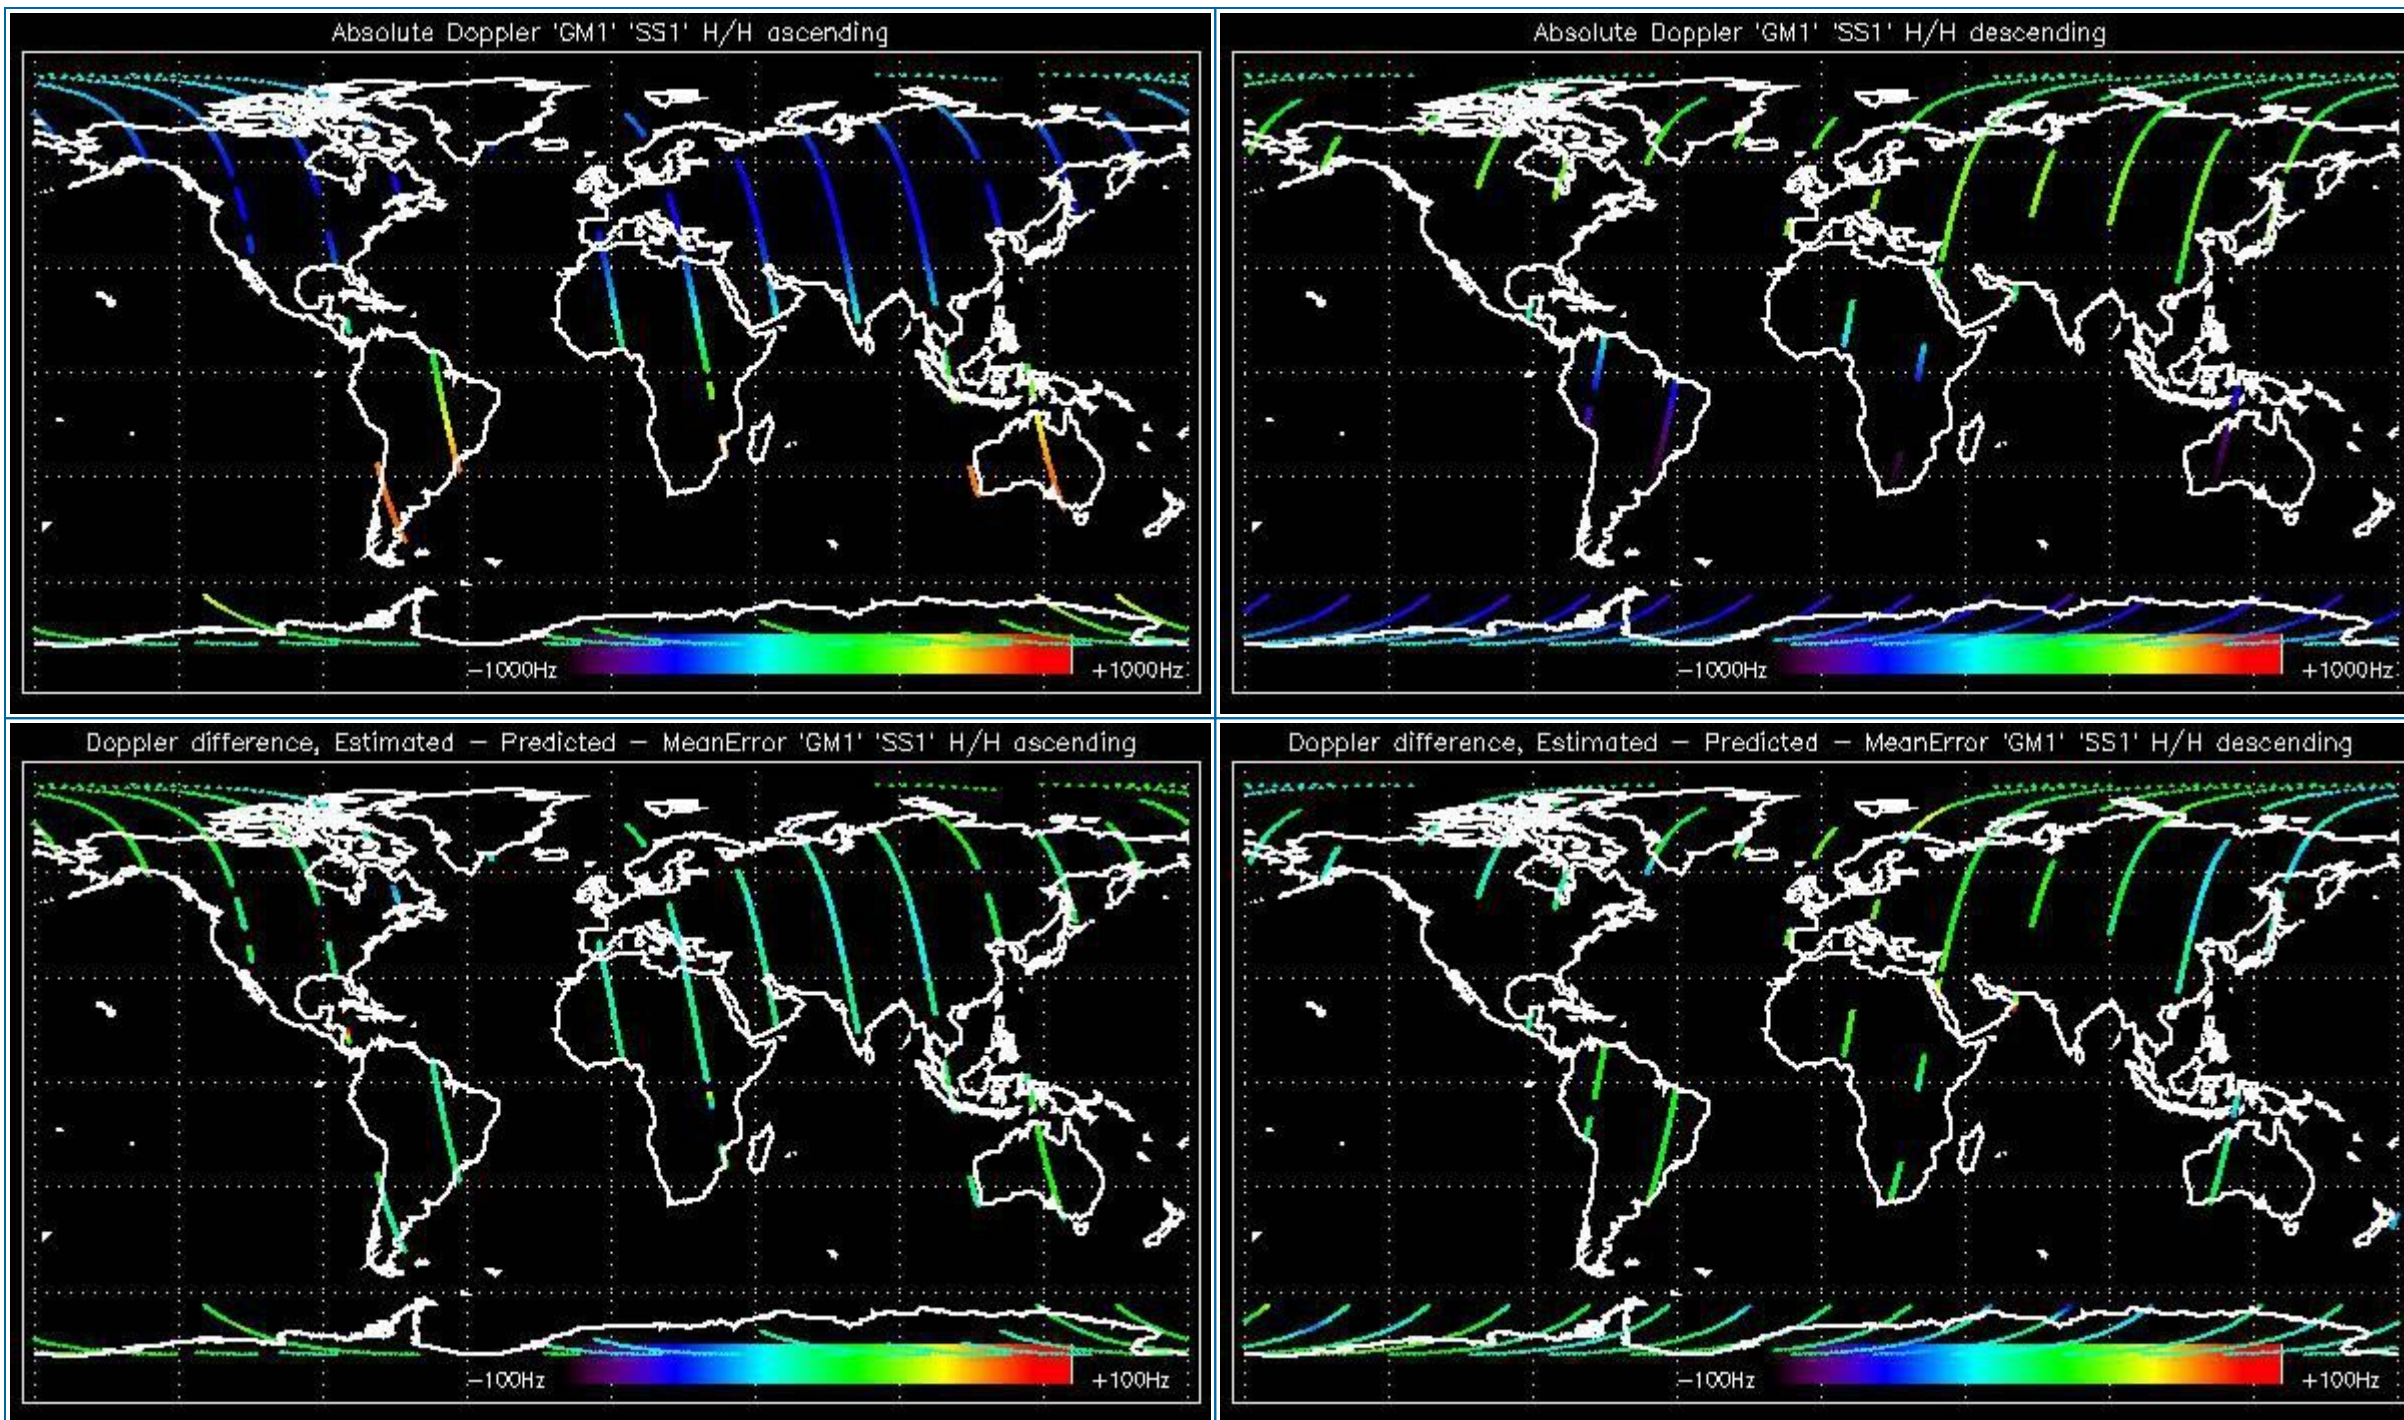 Absolute Doppler 'GM1' 'SS1' H/H ascending
−1000Hz
+1000Hz
Absolute Doppler 'GM1' 'SS1' H/H descending
−1000Hz
+1000Hz
Doppler difference, Estimated − Predicted − MeanError 'GM1' 'SS1' H/H ascending
−100Hz
+100Hz
Doppler difference, Estimated − Predicted − MeanError 'GM1' 'SS1' H/H descending
−100Hz
+100Hz